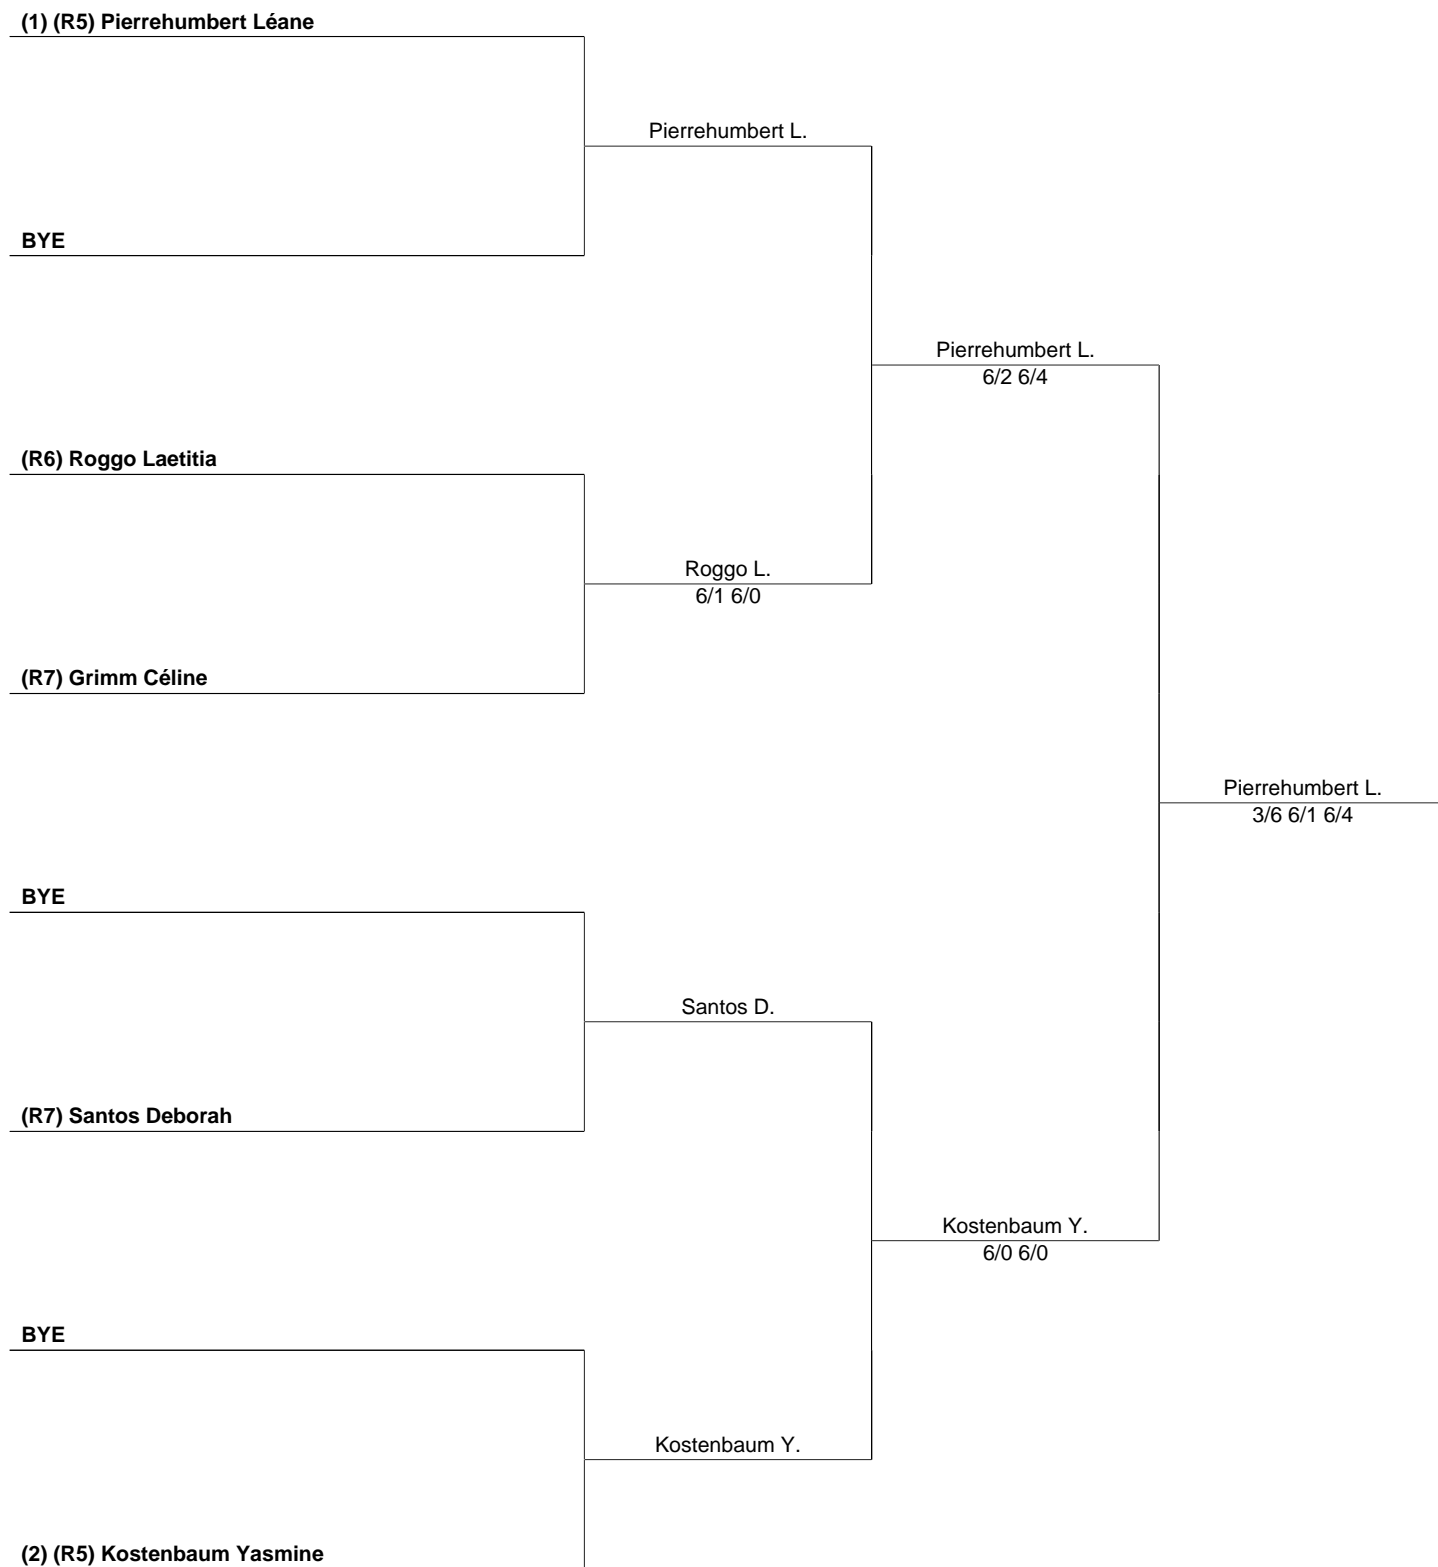 (1) (R5) Pierrehumbert Léane
Pierrehumbert L.
BYE
Pierrehumbert L.
6/2 6/4
(R6) Roggo Laetitia
Roggo L.
6/1 6/0
(R7) Grimm Céline
Pierrehumbert L.
3/6 6/1 6/4
BYE
Santos D.
(R7) Santos Deborah
Kostenbaum Y.
6/0 6/0
BYE
Kostenbaum Y.
(2) (R5) Kostenbaum Yasmine